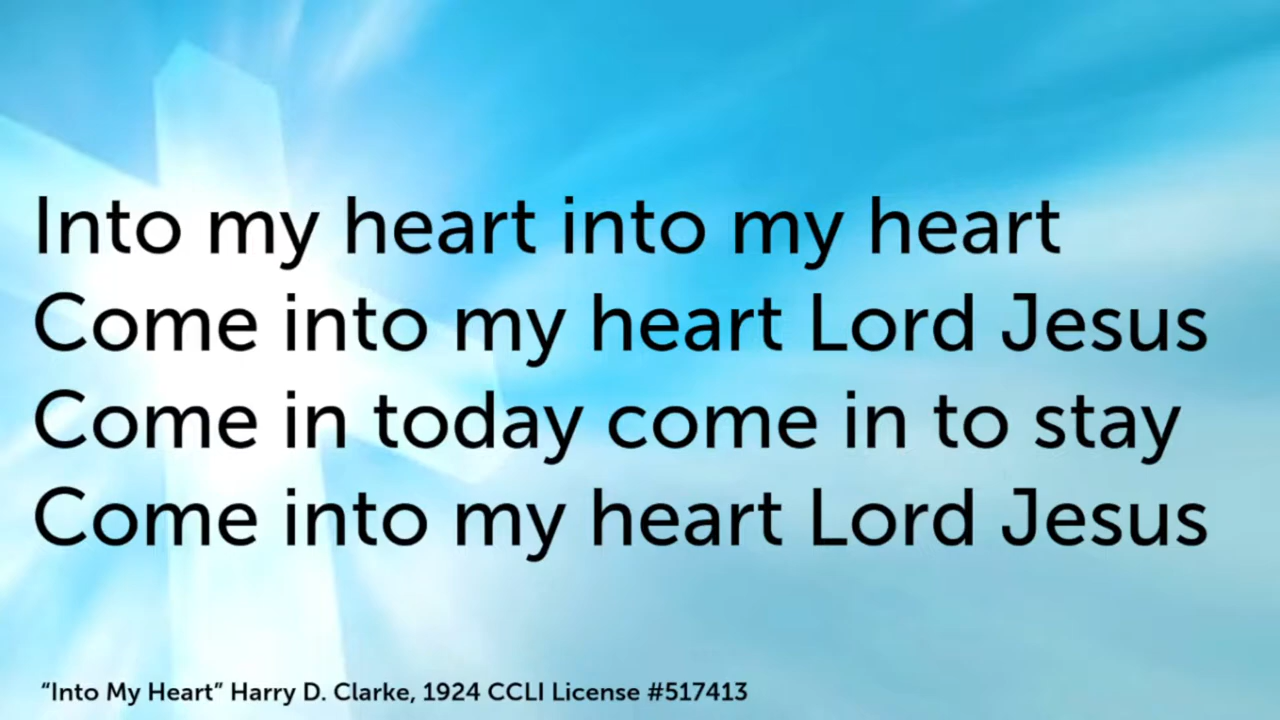 Into my heart into my heart
Come into my heart Lord Jesus
Come in today come in to stay
Come into my heart Lord Jesus
“Into My Heart” Harry D. Clarke, 1924 CCLI License #517413